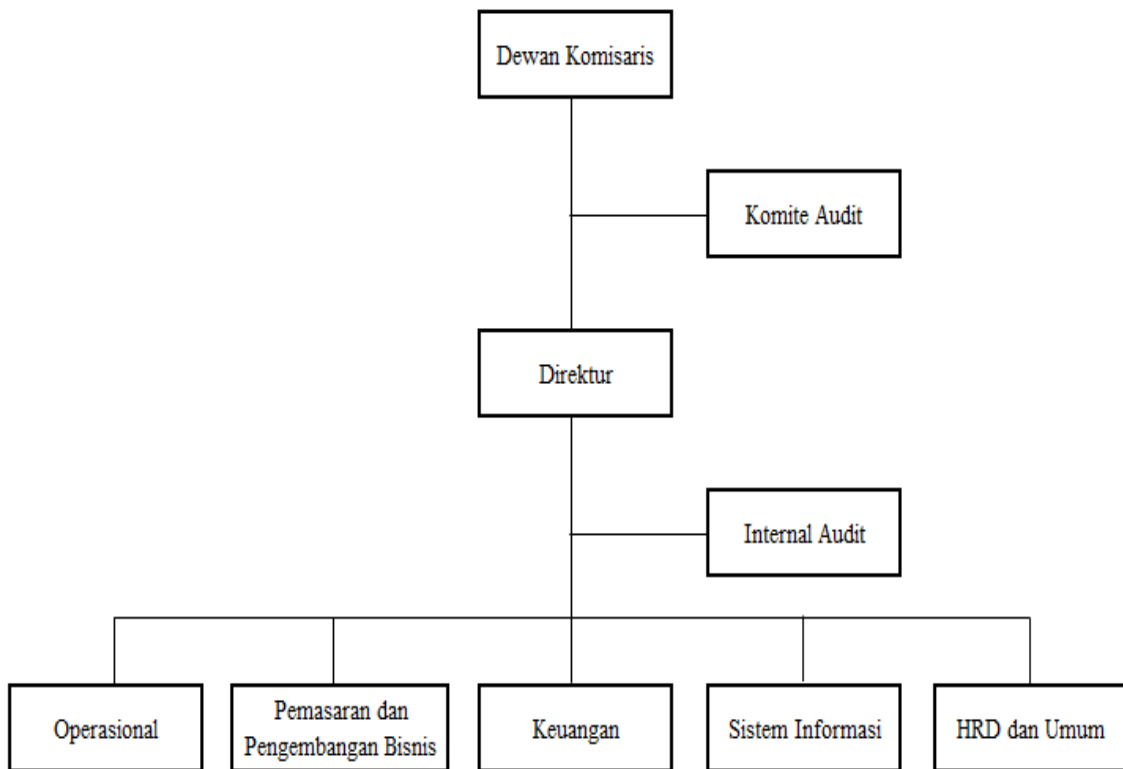 Dewan Komisaris
Komite Audit
Direktur
Internal Audit
Operasional
Pemasaran dan
Pengembangan Bisnis
Keuangan
Sistem Informasi
HRD dan Umum